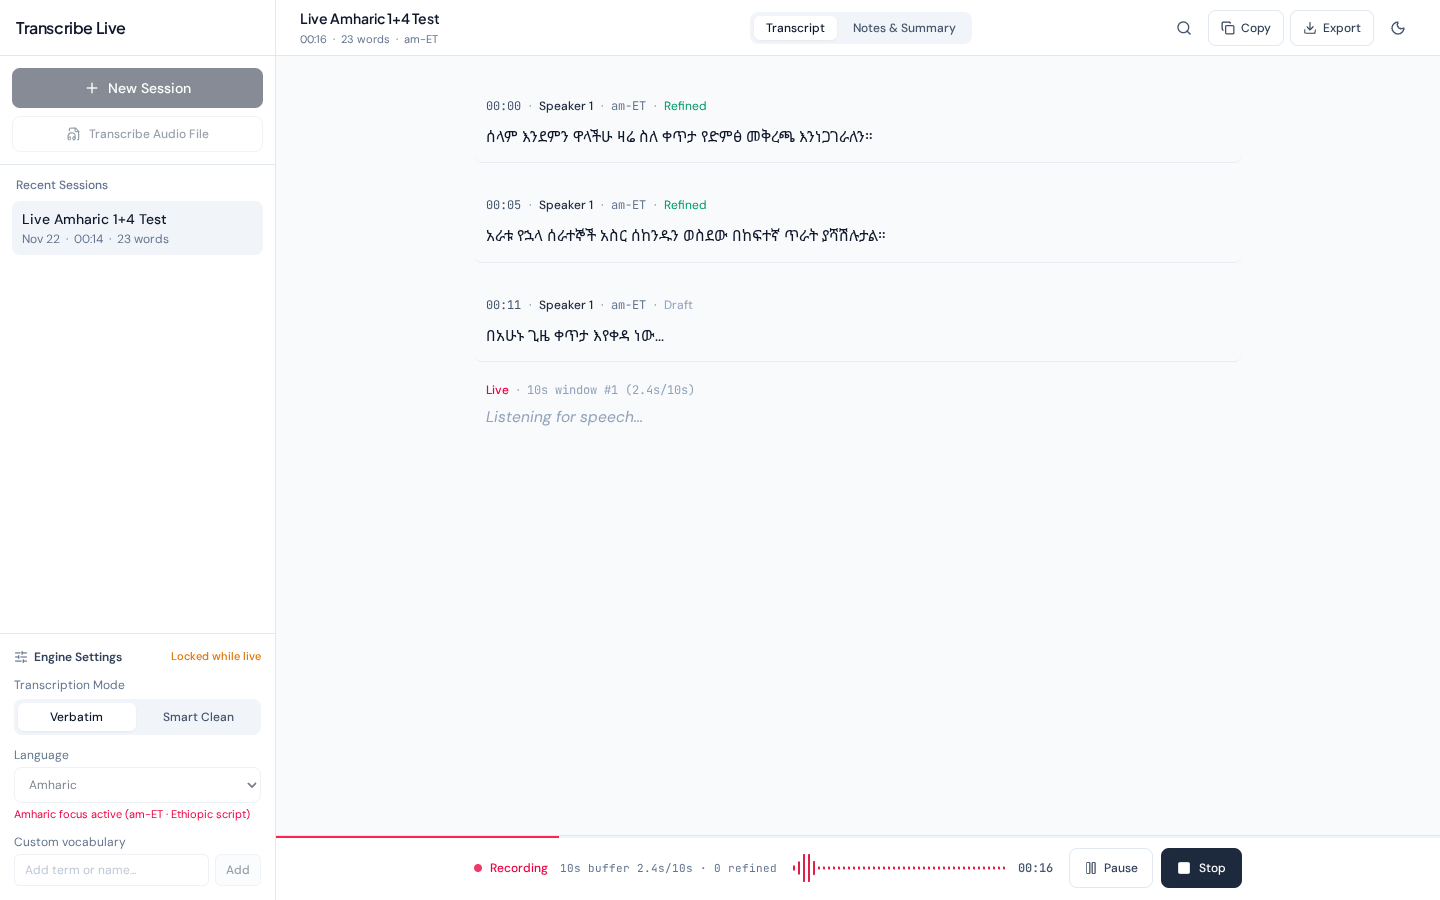 Transcribe Live
New Session
Transcribe Audio File
Recent Sessions
Live Amharic 1+4 Test
Nov 22 · 00:14 · 23 words
Engine Settings
Locked while live
Transcription Mode
Verbatim
Smart Clean
Language
Amharic
Amharic focus active (am-ET · Ethiopic script)
Custom vocabulary
Add term or name...
Add
Live Amharic 1+4 Test
00:16 · 23 words · am-ET
Transcript
Notes & Summary
Copy
Export
00:00 · Speaker 1 · am-ET · Refined
ሰላም እንደምን ዋላችሁ ዛሬ ስለ ቀጥታ የድምፅ መቅረጫ እንነጋገራለን።
00:05 · Speaker 1 · am-ET · Refined
አራቱ የኋላ ሰራተኞች አስር ሰከንዱን ወስደው በከፍተኛ ጥራት ያሻሽሉታል።
00:11 · Speaker 1 · am-ET · Draft
በአሁኑ ጊዜ ቀጥታ እየቀዳ ነው...
Live · 10s window #1 (2.4s/10s)
Listening for speech...
Recording
10s buffer 2.4s/10s · 0 refined
00:16
Pause
Stop